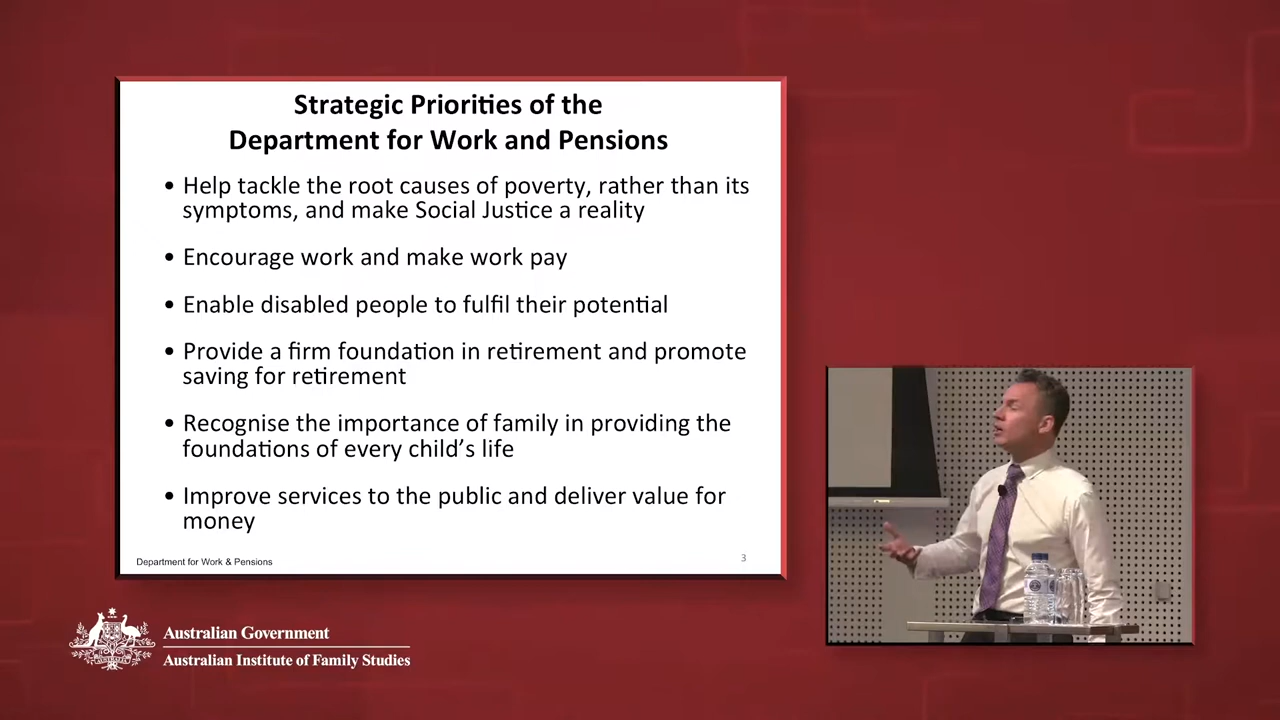 Strategic Priorities of the
Department for Work and Pensions
• Help tackle the root causes of poverty, rather than its
symptoms, and make Social Justice a reality
• Encourage work and make work pay
• Enable disabled people to fulfil their potential
• Provide a firm foundation in retirement and promote
saving for retirement
• Recognise the importance of family in providing the
foundations of every child’s life
• Improve services to the public and deliver value for
money
Department for Work & Pensions
3
Australian Government
Australian Institute of Family Studies